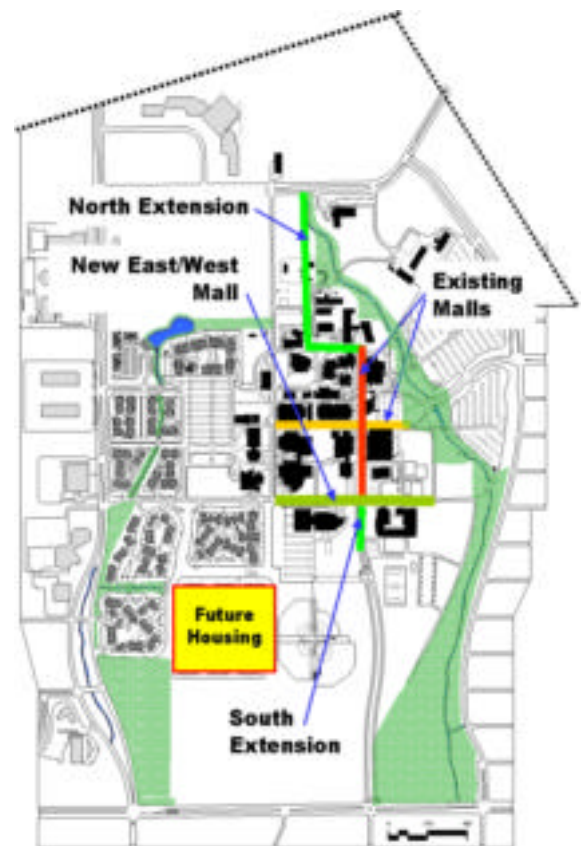 North Extension
New East/West
Mall
Existing
Malls
Future
Housing
South
Extension